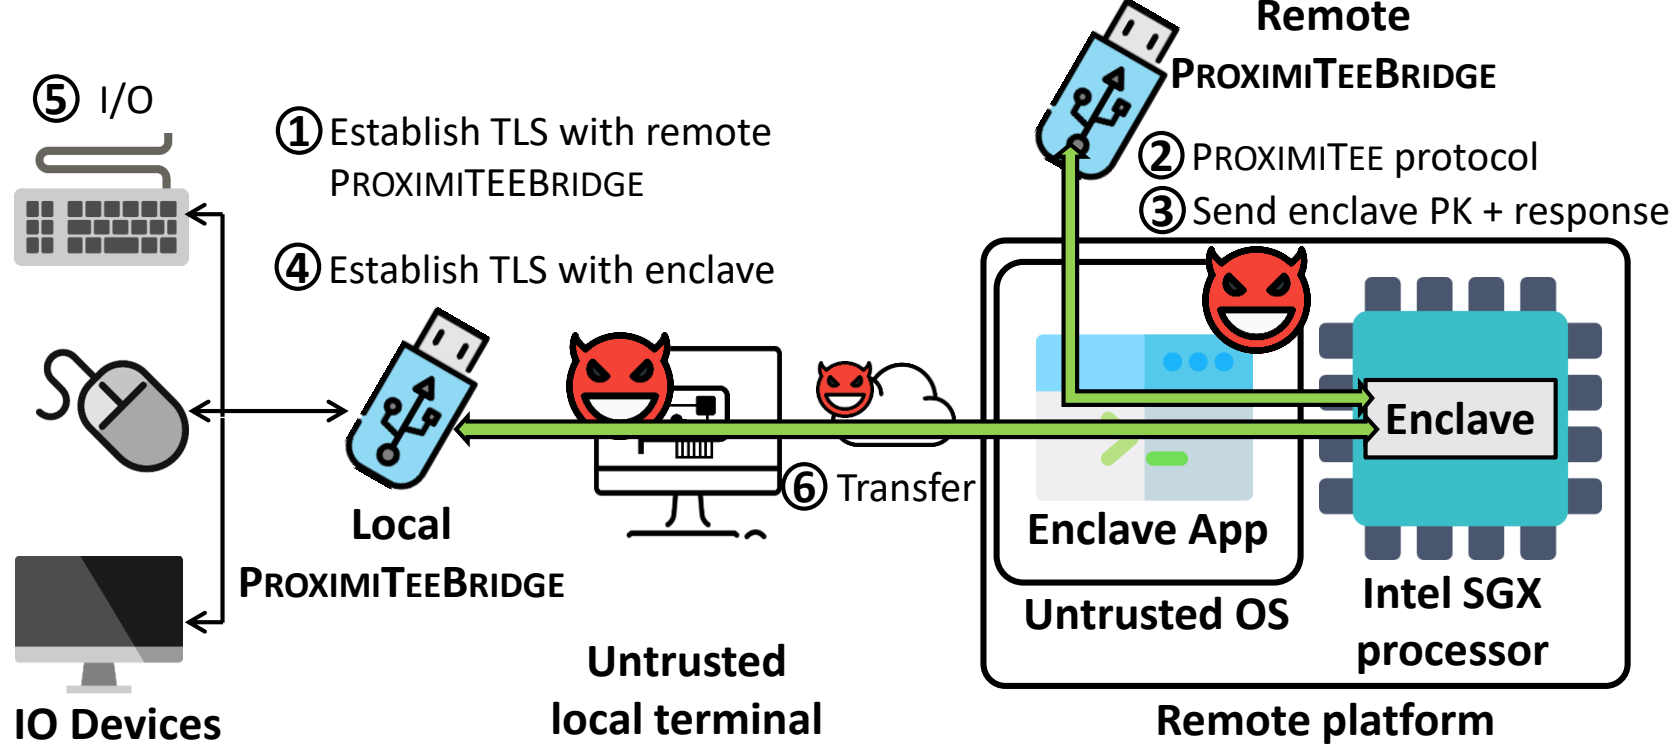 Remote
PROXIMITEEBRIDGE
⑤ I/O
① Establish TLS with remote
PROXIMITEEBRIDGE
② PROXIMITEE protocol
③ Send enclave PK + response
④ Establish TLS with enclave
Enclave
⑥ Transfer
Local
PROXIMITEEBRIDGE
Enclave App
Untrusted OS
Intel SGX
processor
Untrusted
local terminal
IO Devices
Remote platform